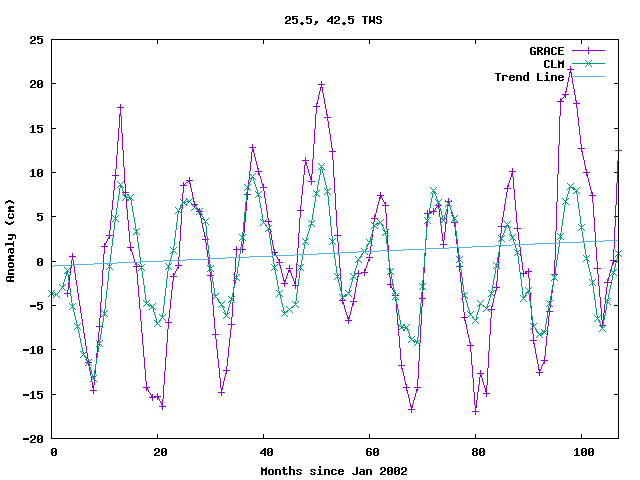 25.5, 42.5 TWS
GRACE
CLM
Trend Line
25
20
15
10
5
0
-5
-10
-15
-20
Anomaly (cm)
0 20 40 60 80 100
Months since Jan 2002